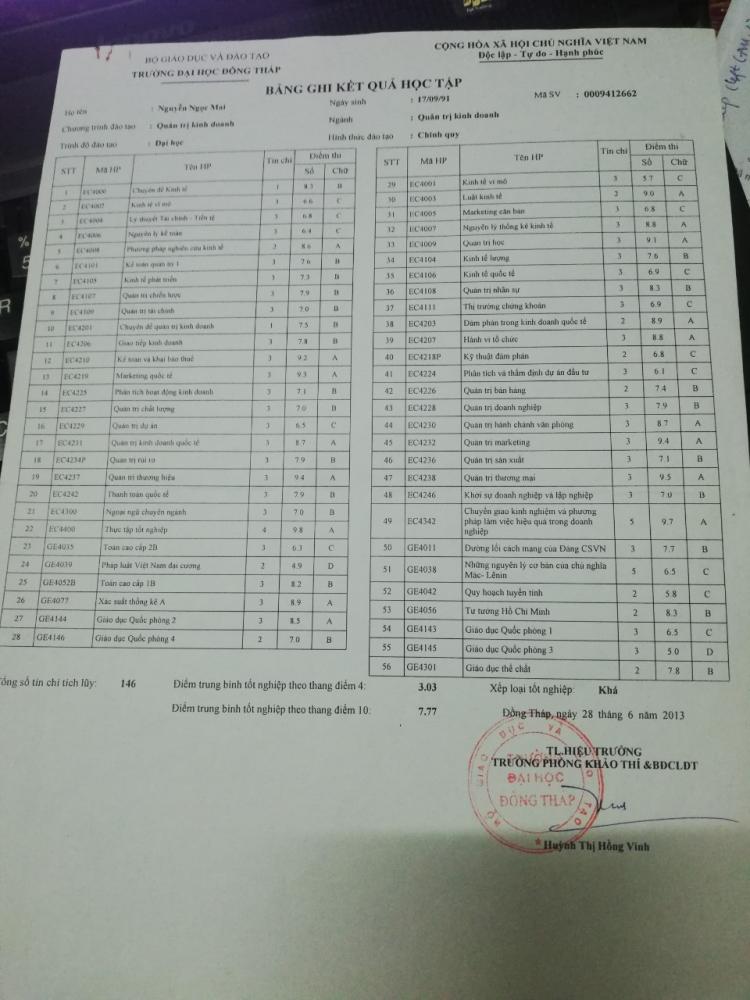 BỘ GIÁO DỤC VÀ ĐÀO TẠO
TRƯỜNG ĐẠI HỌC ĐỒNG THÁP
CỘNG HÒA XÃ HỘI CHỦ NGHĨA VIỆT NAM
Độc lập - Tự do - Hạnh phúc
BẢNG GHI KẾT QUẢ HỌC TẬP
Họ tên : Nguyễn Ngọc Mai Ngày sinh : 17/09/91 Mã SV : 0009412662
Chương trình đào tạo : Quản trị kinh doanh Ngành : Quản trị kinh doanh
Trình độ đào tạo : Đại học Hình thức đào tạo : Chính quy
STT Mã HP Tên HP Tín chỉ Điểm thi
Số Chữ
1 EC4000 Chuyên đề Kinh tế 1 8.3 B
2 EC4002 Kinh tế vĩ mô 3 6.6 C
3 EC4004 Lý thuyết Tài chính - Tiền tệ 3 6.8 C
4 EC4006 Nguyên lý kế toán 3 6.4 C
5 EC4008 Phương pháp nghiên cứu kinh tế 2 8.6 A
6 EC4101 Kế toán quản trị 1 3 7.6 B
7 EC4105 Kinh tế phát triển 3 7.3 B
8 EC4107 Quản trị chiến lược 3 7.9 B
9 EC4109 Quản trị tài chính 3 7.0 B
10 EC4201 Chuyên đề quản trị kinh doanh 1 7.5 B
11 EC4206 Giao tiếp kinh doanh 3 7.8 B
12 EC4210 Kế toán và khai báo thuế 3 9.2 A
13 EC4219 Marketing quốc tế 3 9.3 A
14 EC4225 Phân tích hoạt động kinh doanh 3 7.1 B
15 EC4227 Quản trị chất lượng 3 7.0 B
16 EC4229 Quản trị dự án 3 6.5 C
17 EC4231 Quản trị kinh doanh quốc tế 3 8.7 A
18 EC4234P Quản trị rủi ro 3 7.9 B
19 EC4237 Quản trị thương hiệu 3 9.4 A
20 EC4242 Thanh toán quốc tế 3 7.9 B
21 EC4300 Ngoại ngữ chuyên ngành 3 7.0 B
22 EC4400 Thực tập tốt nghiệp 4 9.8 A
23 GE4035 Toán cao cấp 2B 3 6.3 C
24 GE4039 Pháp luật Việt Nam đại cương 2 4.9 D
25 GE4052B Toán cao cấp 1B 3 8.2 B
26 GE4077 Xác suất thống kê A 3 8.9 A
27 GE4144 Giáo dục Quốc phòng 2 3 8.5 A
28 GE4146 Giáo dục Quốc phòng 4 2 7.0 B
STT Mã HP Tên HP Tín chỉ Điểm thi
Số Chữ
29 EC4001 Kinh tế vi mô 3 5.7 C
30 EC4003 Luật kinh tế 2 9.0 A
31 EC4005 Marketing căn bản 3 6.8 C
32 EC4007 Nguyên lý thống kê kinh tế 3 8.8 A
33 EC4009 Quản trị học 3 9.1 A
34 EC4104 Kinh tế lượng 3 7.6 B
35 EC4106 Kinh tế quốc tế 3 6.9 C
36 EC4108 Quản trị nhân sự 3 8.3 B
37 EC4111 Thị trường chứng khoán 3 6.9 C
38 EC4203 Đàm phán trong kinh doanh quốc tế 2 8.9 A
39 EC4207 Hành vi tổ chức 3 8.8 A
40 EC4218P Kỹ thuật đàm phán 2 6.8 C
41 EC4224 Phân tích và thẩm định dự án đầu tư 3 6.1 C
42 EC4226 Quản trị bán hàng 2 7.4 B
43 EC4228 Quản trị doanh nghiệp 3 7.9 B
44 EC4230 Quản trị hành chánh văn phòng 3 8.7 A
45 EC4232 Quản trị marketing 3 9.4 A
46 EC4236 Quản trị sản xuất 3 7.1 B
47 EC4238 Quản trị thương mại 3 9.5 A
48 EC4246 Khởi sự doanh nghiệp và lập nghiệp 3 7.0 B
49 EC4342 Chuyển giao kinh nghiệm và phương
pháp làm việc hiệu quả trong doanh
nghiệp 5 9.7 A
50 GE4011 Đường lối cách mạng của Đảng CSVN 3 7.7 B
51 GE4038 Những nguyên lý cơ bản của chủ nghĩa
Mác- Lênin 5 6.5 C
52 GE4042 Quy hoạch tuyến tính 2 5.8 C
53 GE4056 Tư tưởng Hồ Chí Minh 2 8.3 B
54 GE4143 Giáo dục Quốc phòng 1 3 6.5 C
55 GE4145 Giáo dục Quốc phòng 3 3 5.0 D
56 GE4301 Giáo dục thể chất 2 7.8 B
Tổng số tín chỉ tích lũy: 146 Điểm trung bình tốt nghiệp theo thang điểm 4: 3.03 Xếp loại tốt nghiệp: Khá
Điểm trung bình tốt nghiệp theo thang điểm 10: 7.77 Đồng Tháp, ngày 28 tháng 6 năm 2013
TL.HIỆU TRƯỞNG
TRƯỞNG PHÒNG KHẢO THÍ &BĐCLĐT
BỘ GIÁO DỤC VÀ ĐÀO TẠO
TRƯỜNG
ĐẠI HỌC
ĐỒNG THÁP
Huỳnh Thị Hồng Vinh